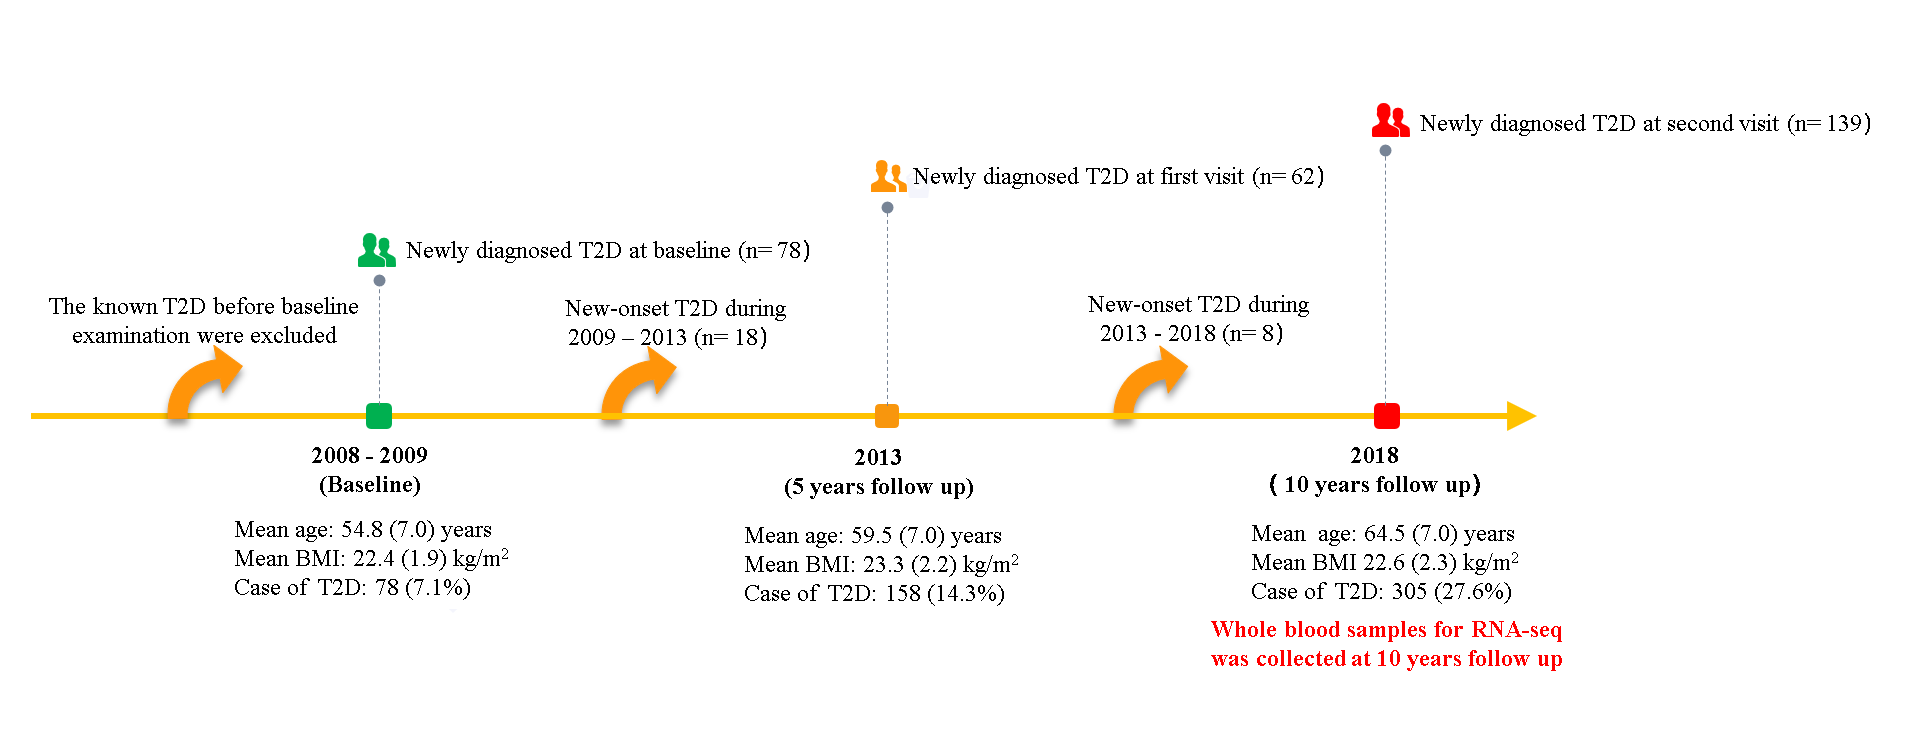 Newly diagnosed T2D at second visit (n= 139)
Newly diagnosed T2D at first visit (n= 62)
Newly diagnosed T2D at baseline (n= 78)
The known T2D before baseline
examination were excluded
New-onset T2D during
2009 – 2013 (n= 18)
New-onset T2D during
2013 - 2018 (n= 8)
2008 - 2009
(Baseline)
Mean age: 54.8 (7.0) years
Mean BMI: 22.4 (1.9) kg/m²
Case of T2D: 78 (7.1%)
2013
(5 years follow up)
Mean age: 59.5 (7.0) years
Mean BMI: 23.3 (2.2) kg/m²
Case of T2D: 158 (14.3%)
2018
( 10 years follow up)
Mean age: 64.5 (7.0) years
Mean BMI 22.6 (2.3) kg/m²
Case of T2D: 305 (27.6%)
Whole blood samples for RNA-seq
was collected at 10 years follow up